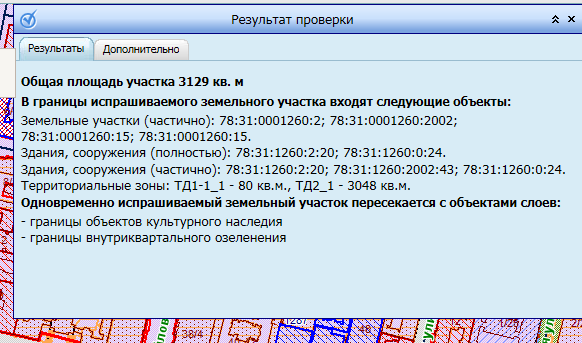 Результат проверки
Результаты
Дополнительно
Общая площадь участка 3129 кв. м
В границы испрашиваемого земельного участка входят следующие объекты:
Земельные участки (частично): 78:31:0001260:2; 78:31:0001260:2002;
78:31:0001260:15; 78:31:0001260:15.
Здания, сооружения (полностью): 78:31:1260:2:20; 78:31:1260:0:24.
Здания, сооружения (частично): 78:31:1260:2:20; 78:31:1260:2002:43; 78:31:1260:0:24.
Территориальные зоны: ТД1-1_1 - 80 кв.м., ТД2_1 - 3048 кв.м.
Одновременно испрашиваемый земельный участок пересекается с объектами слоев:
- границы объектов культурного наследия
- границы внутриквартального озеленения
38/4
1287
48